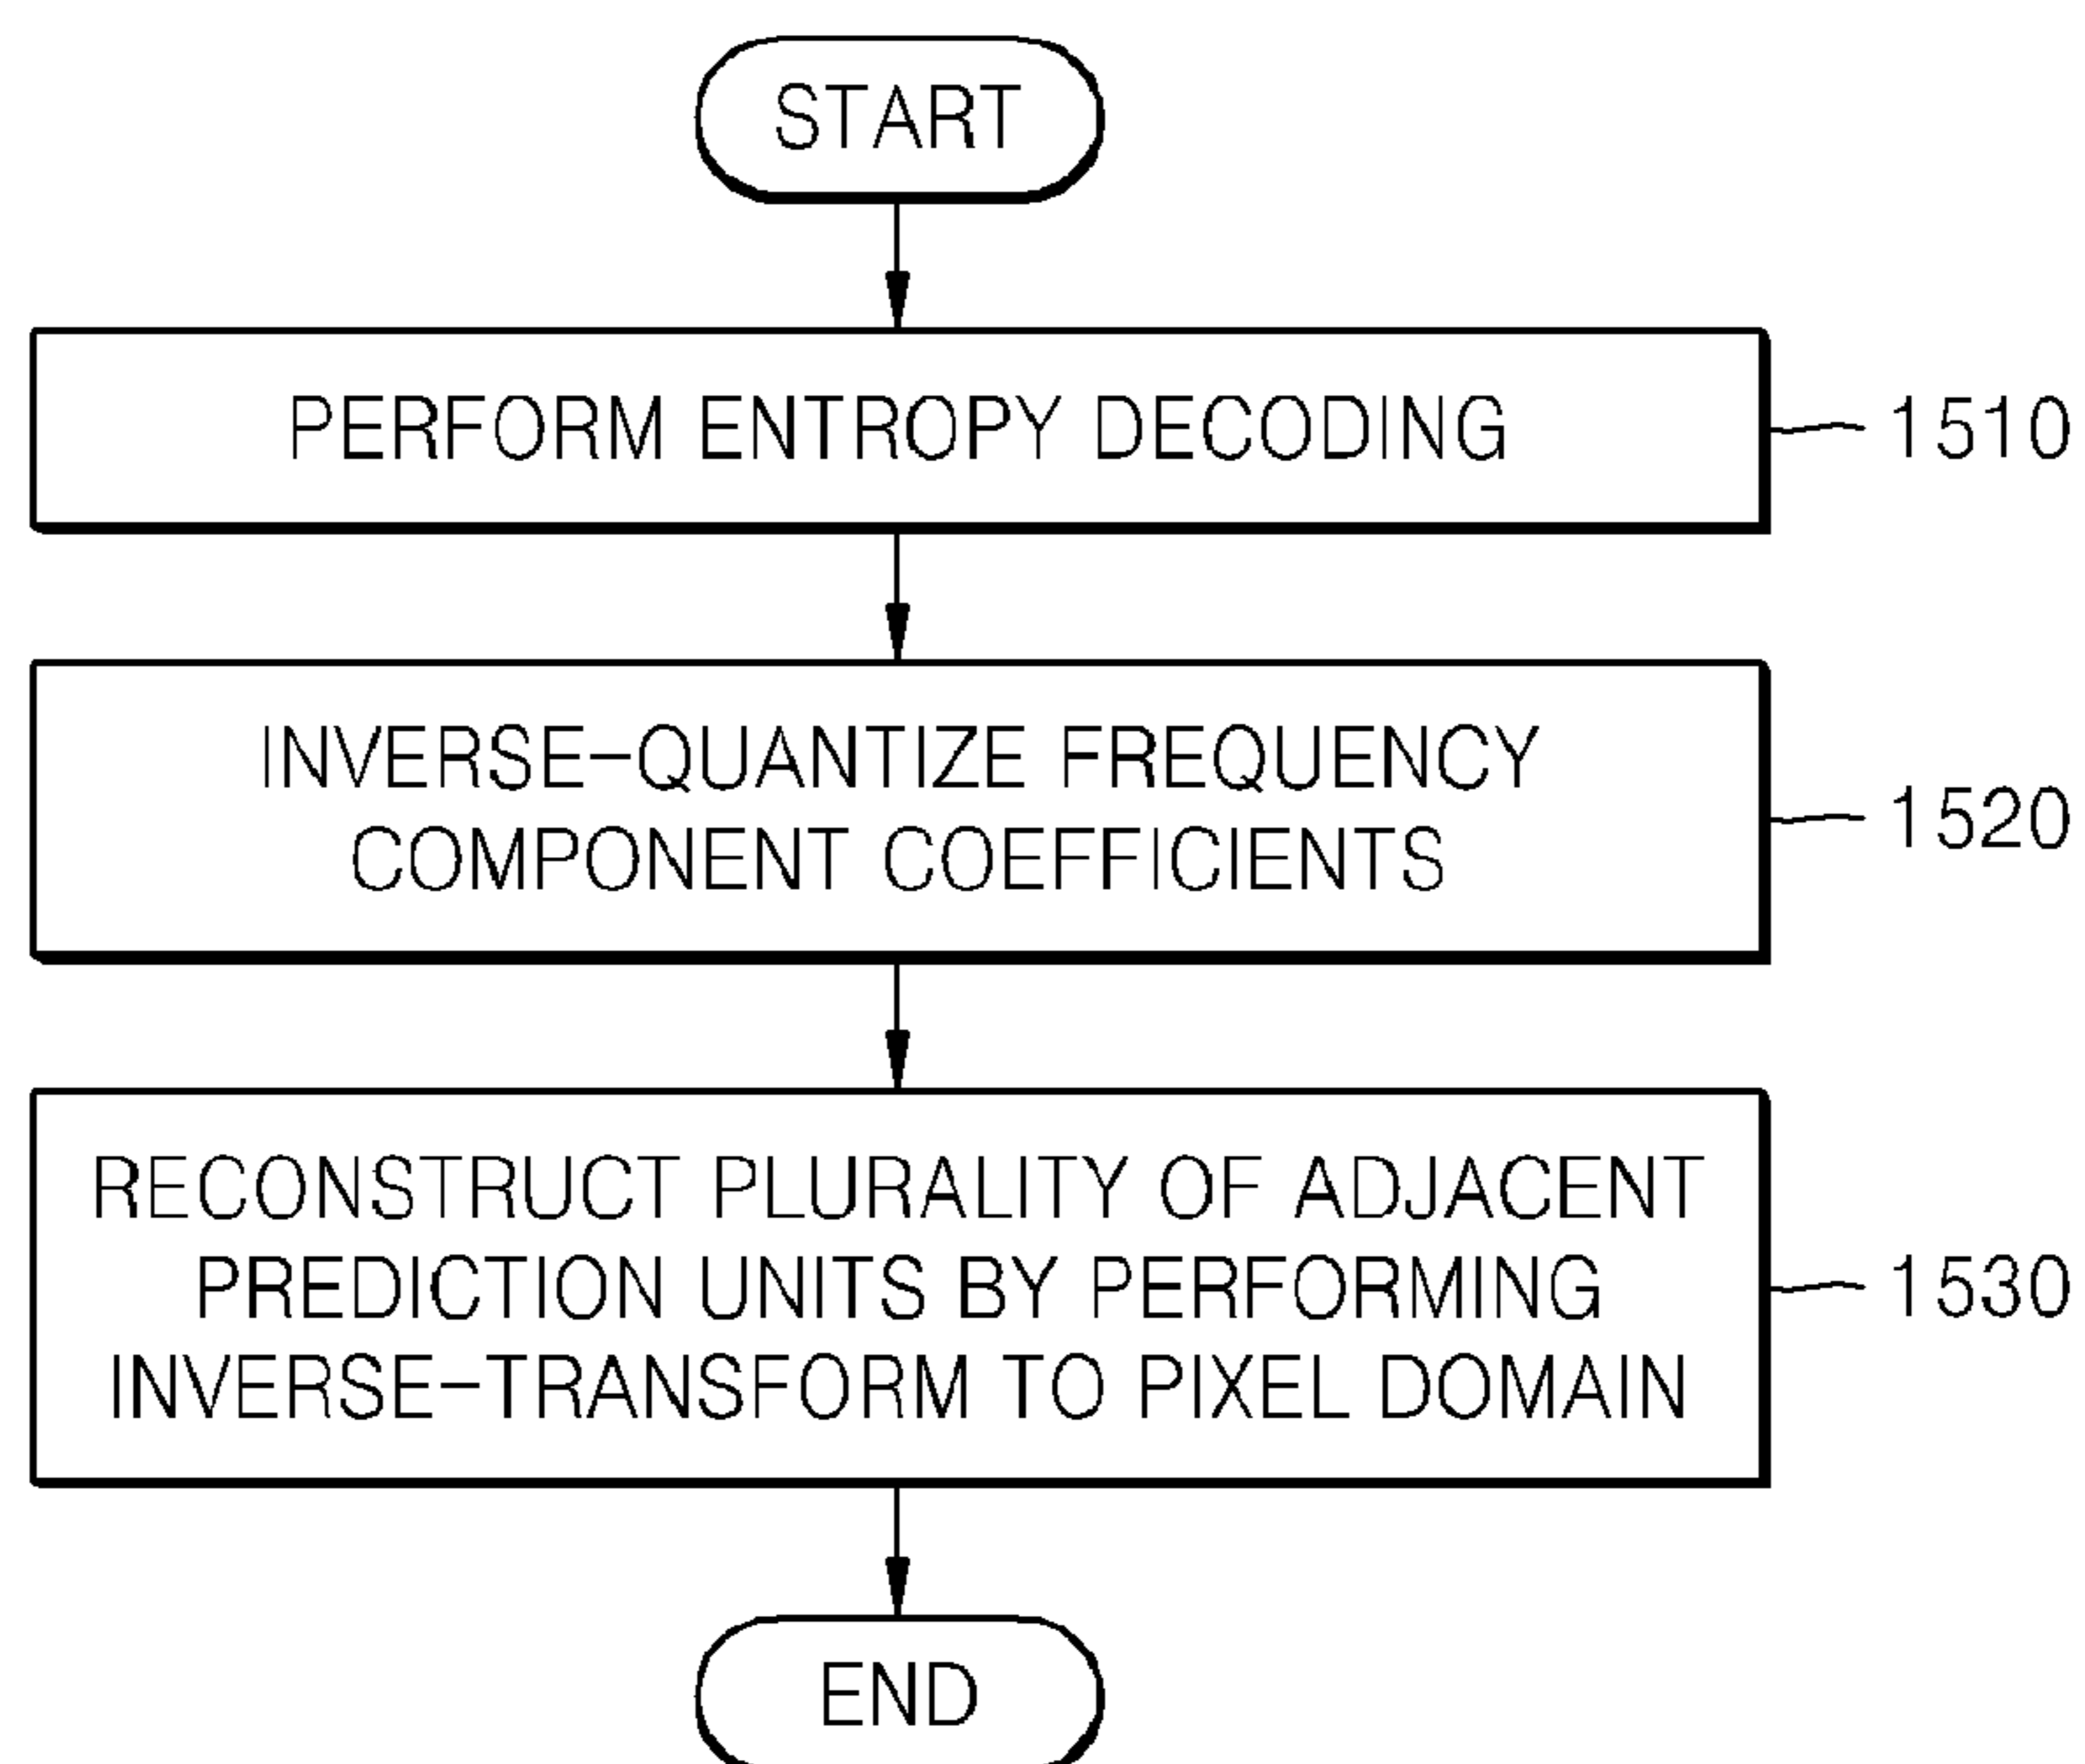 START
PERFORM ENTROPY DECODING
1510
INVERSE-QUANTIZE FREQUENCY
COMPONENT COEFFICIENTS
1520
RECONSTRUCT PLURALITY OF ADJACENT
PREDICTION UNITS BY PERFORMING
INVERSE-TRANSFORM TO PIXEL DOMAIN
1530
END